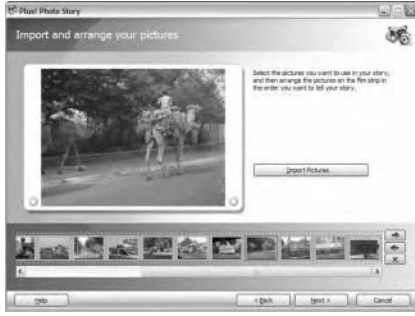 Plus! Photo Story
Import and arrange your pictures
Select the pictures you want to use in your story,
and then arrange the pictures on the film strip in
the order you want to tell your story.
Import Pictures...
Help
< Back
Next >
Cancel